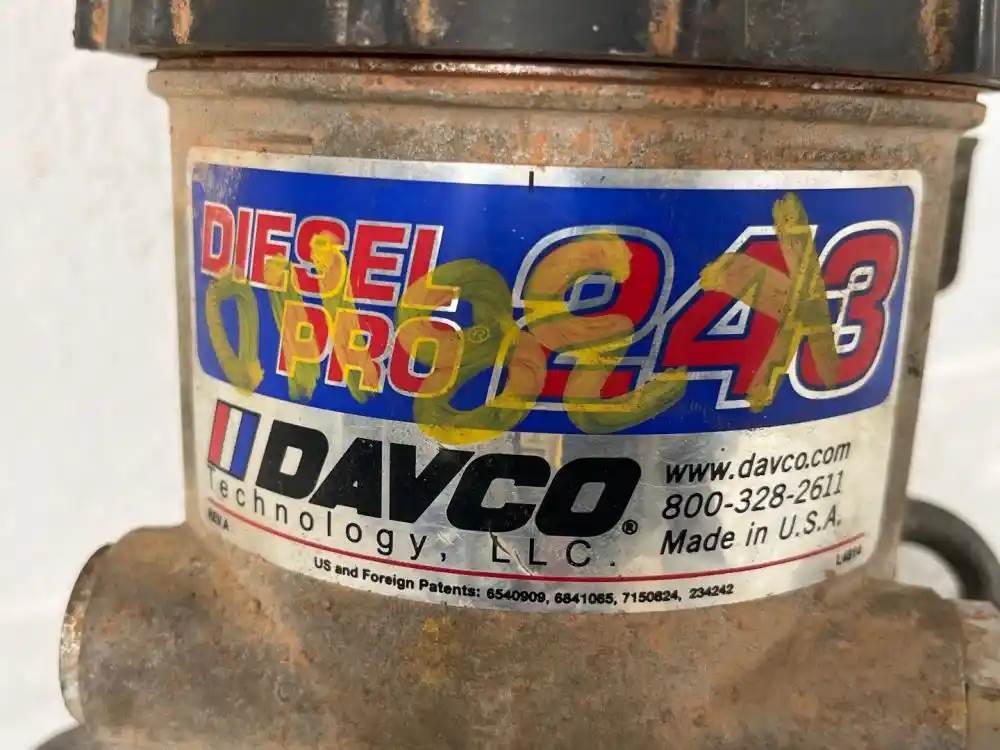 DIESEL
PRO® 243
DAVCO®
Technology, LLC.
www.davco.com
800-328-2611
Made in U.S.A.
REV A
US and Foreign Patents: 6540909, 6841065, 7150824, 234242